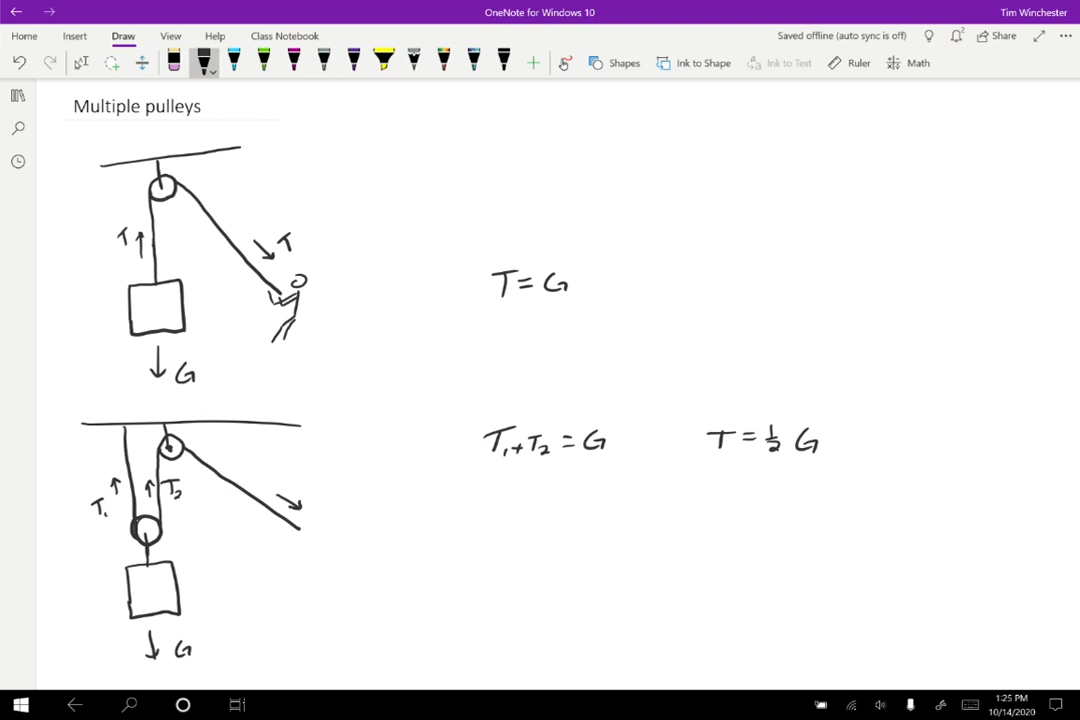 OneNote for Windows 10
Tim Winchester
Home Insert Draw View Help Class Notebook
Saved offline (auto sync is off) Share
Shapes Ink to Shape Ink to Text Ruler Math
Multiple pulleys
T
T
T = G
G
T₁+T₂ = G
T = ½ G
T₁
T₂
G
1:25 PM
10/14/2020